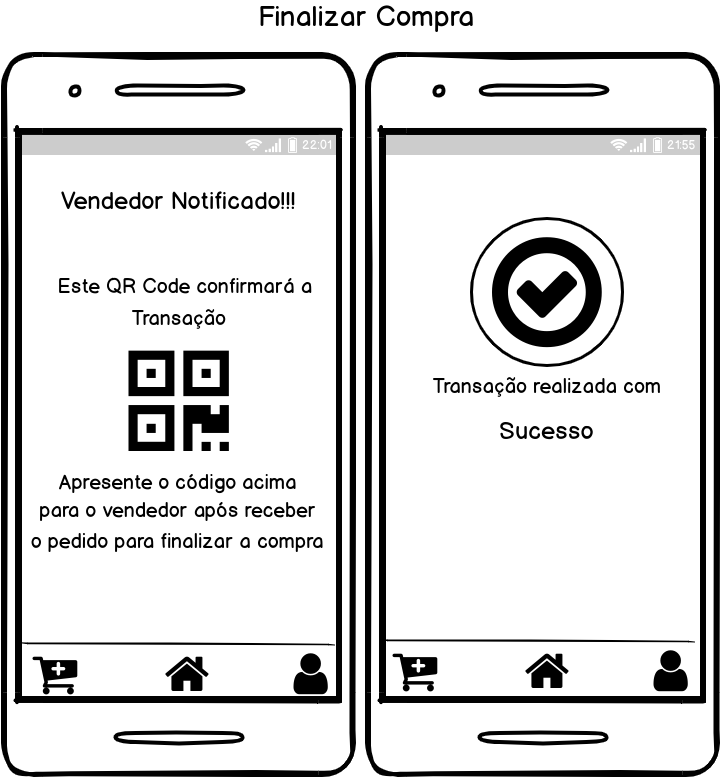 Finalizar Compra
22:01
Vendedor Notificado!!!
Este QR Code confirmará a
Transação
Apresente o código acima
para o vendedor após receber
o pedido para finalizar a compra
21:55
Transação realizada com
Sucesso